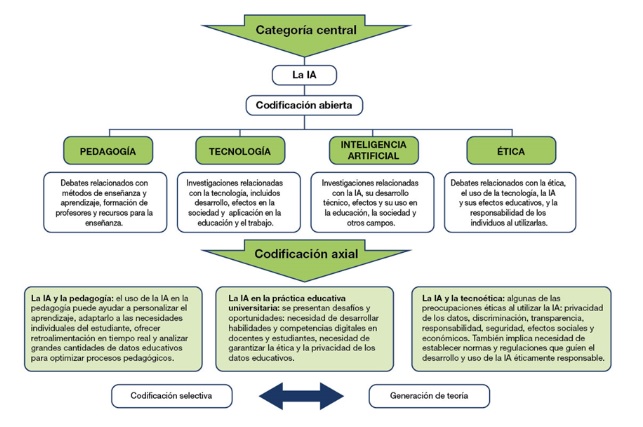 Categoría central
La IA
Codificación abierta
PEDAGOGÍA
TECNOLOGÍA
INTELIGENCIA
ARTIFICIAL
ÉTICA
Debates relacionados con
métodos de enseñanza y
aprendizaje, formación de
profesores y recursos para la
enseñanza.
Investigaciones relacionadas
con la tecnología, incluidos
desarrollo, efectos en la
sociedad y aplicación en la
educación y el trabajo.
Investigaciones relacionadas
con la IA, su desarrollo
técnico, efectos y su uso en
la educación, la sociedad y
otros campos.
Debates relacionados con la ética,
el uso de la tecnología, la IA
y sus efectos educativos, y la
responsabilidad de los
individuos al utilizarlas.
Codificación axial
La IA y la pedagogía: el uso de la IA en la
pedagogía puede ayudar a personalizar el
aprendizaje, adaptarlo a las necesidades
individuales del estudiante, ofrecer
retroalimentación en tiempo real y analizar
grandes cantidades de datos educativos
para optimizar procesos pedagógicos.
La IA en la práctica educativa
universitaria: se presentan desafíos y
oportunidades: necesidad de desarrollar
habilidades y competencias digitales en
docentes y estudiantes, necesidad de
garantizar la ética y la privacidad de los
datos educativos.
La IA y la tecnoética: algunas de las
preocupaciones éticas al utilizar la IA: privacidad
de los datos, discriminación, transparencia,
responsabilidad, seguridad, efectos sociales y
económicos. También implica necesidad de
establecer normas y regulaciones que guíen el
desarrollo y uso de la IA éticamente responsable.
Codificación selectiva
Generación de teoría